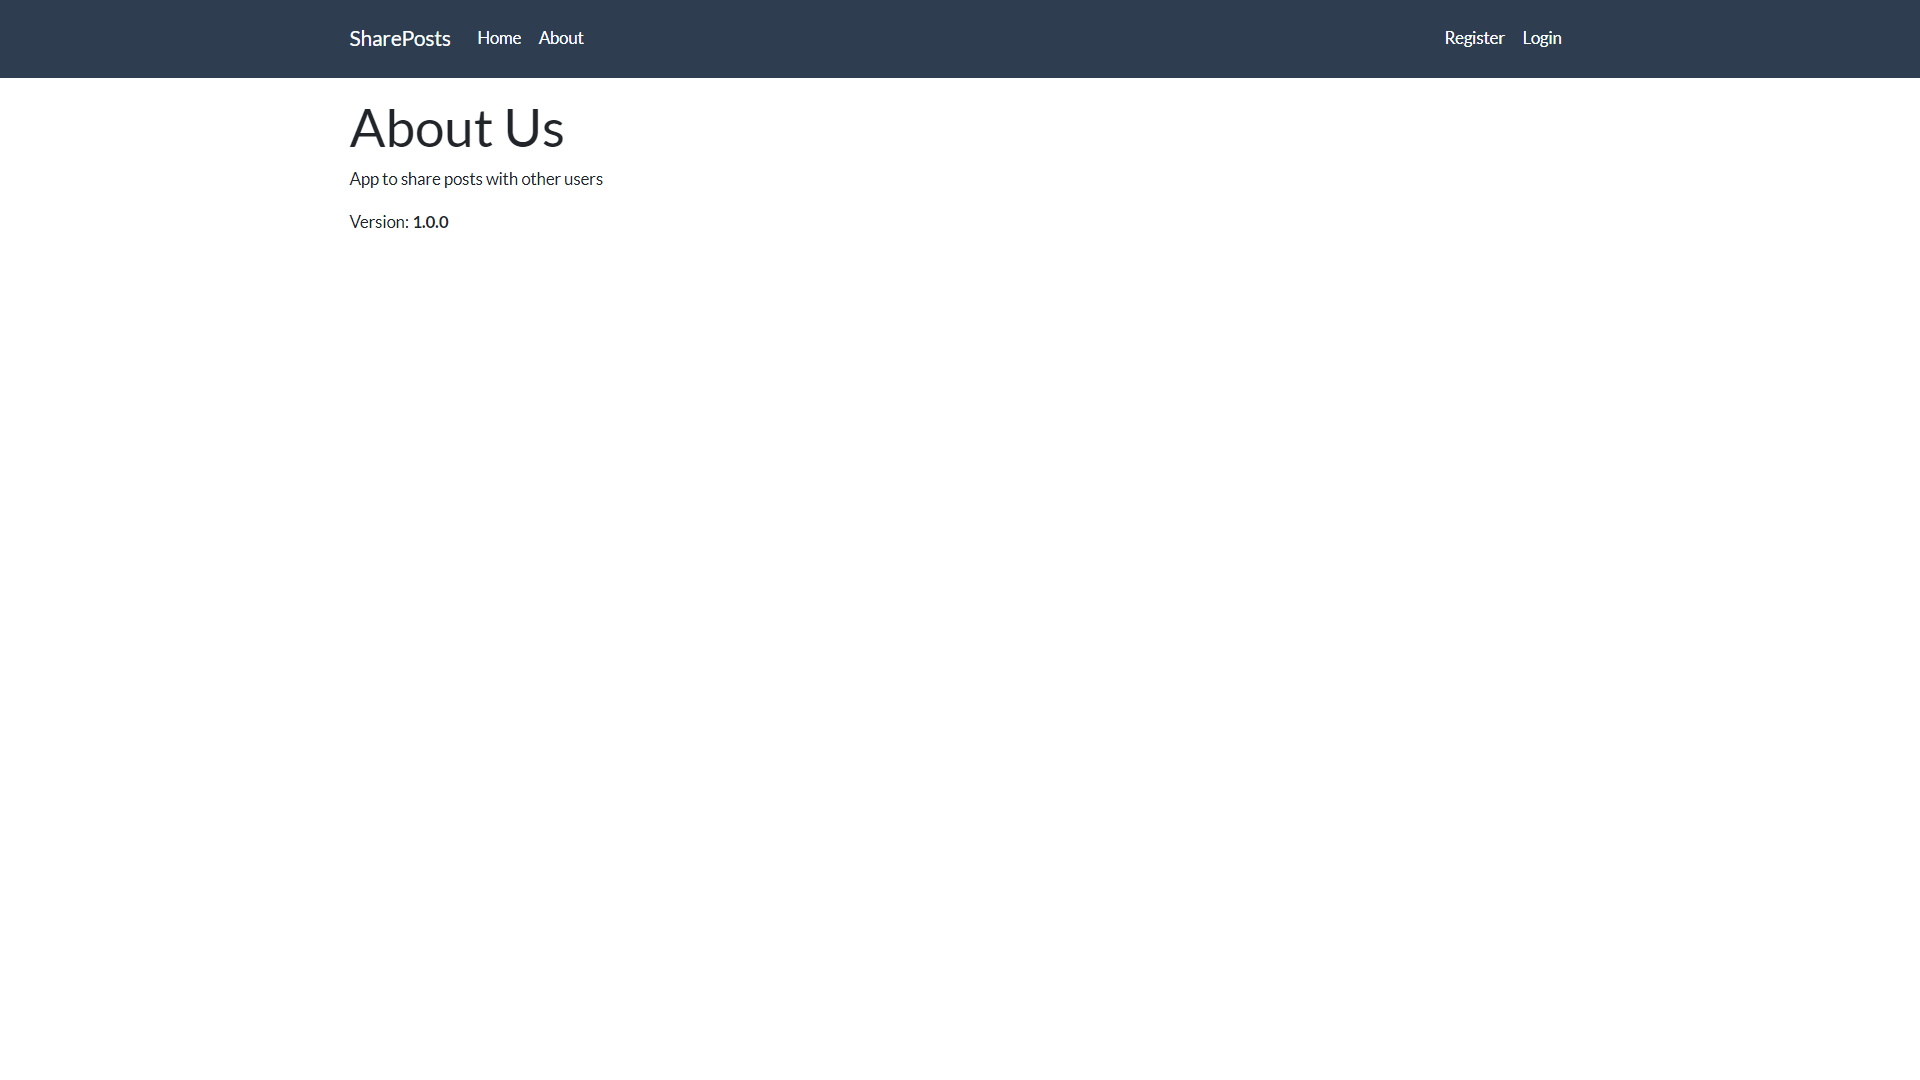 SharePosts Home About Register Login
About Us
App to share posts with other users
Version: 1.0.0